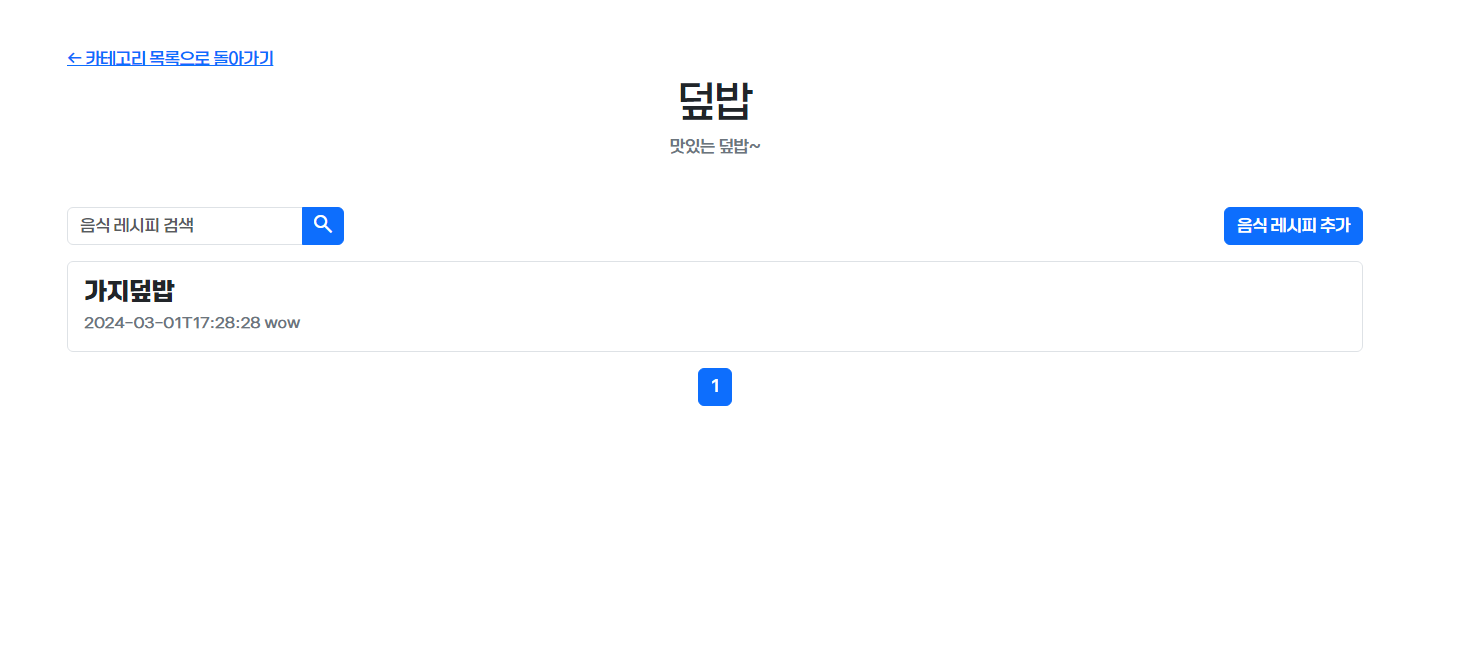 ← 카테고리 목록으로 돌아가기
덮밥
맛있는 덮밥~
음식 레시피 검색
음식 레시피 추가
가지덮밥
2024-03-01T17:28:28 wow
1